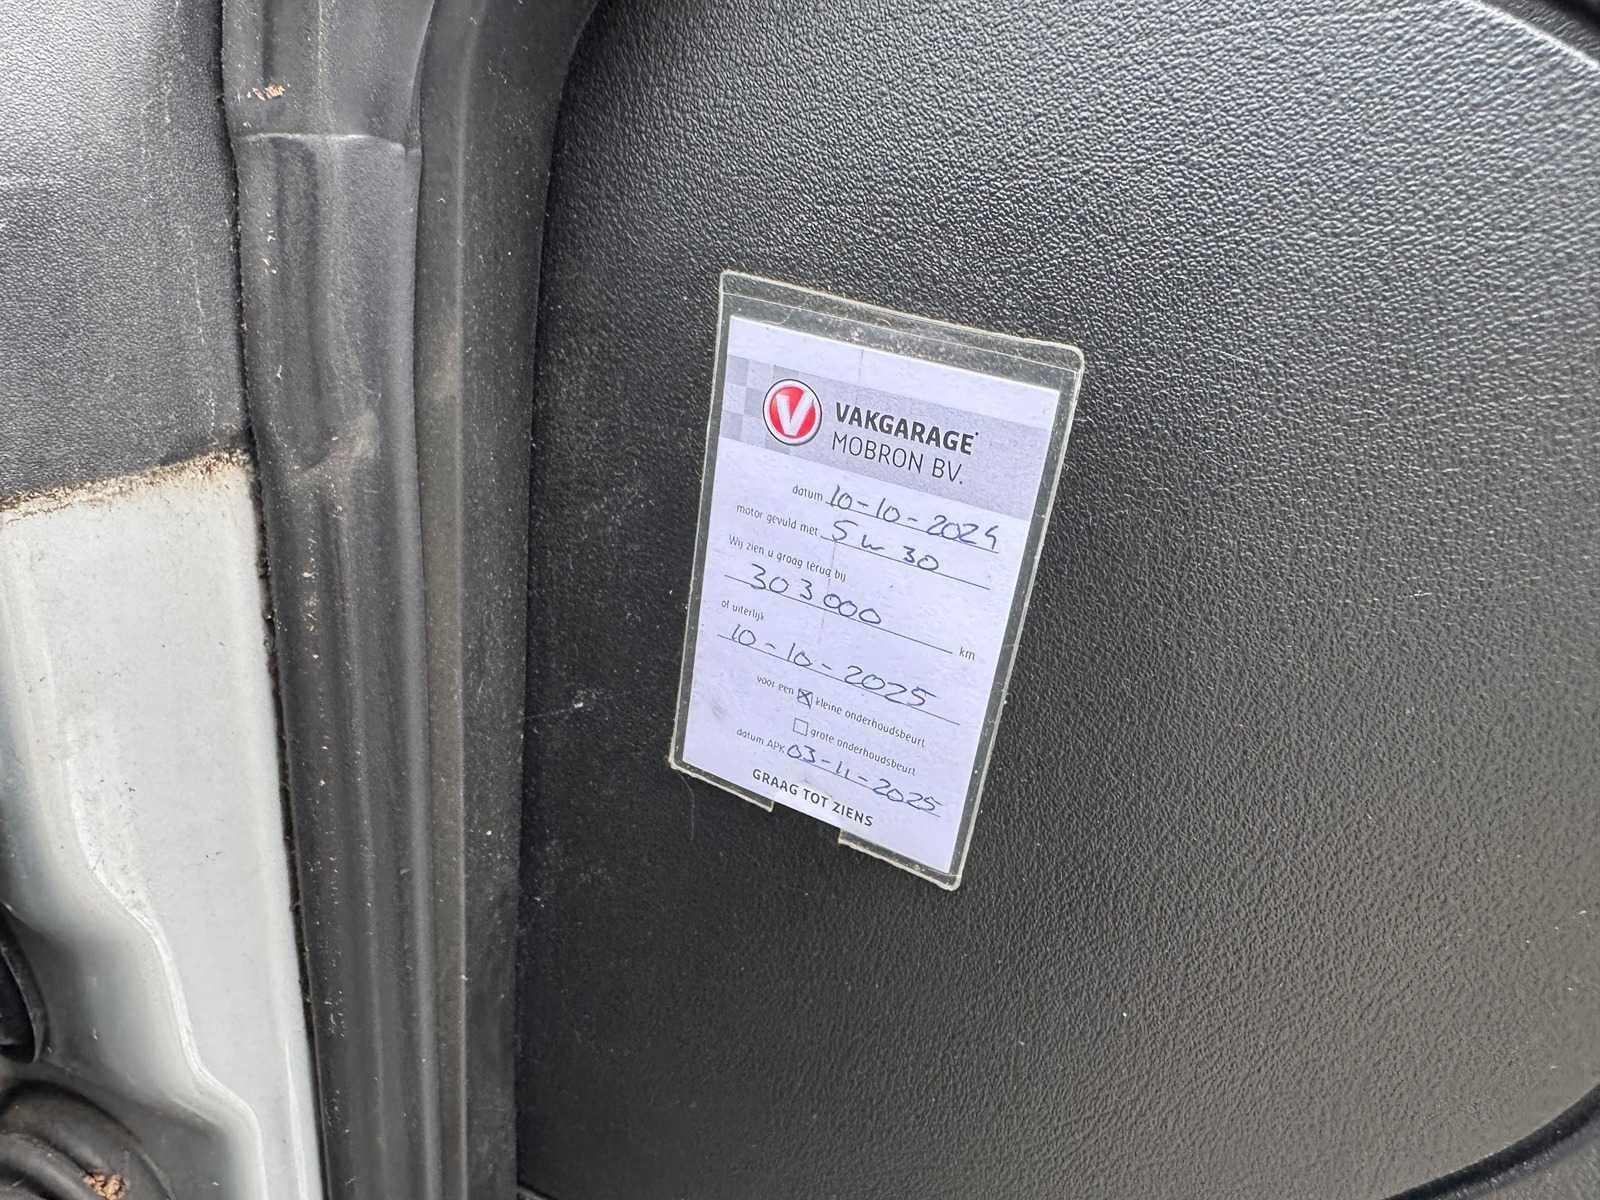 V VAKGARAGE
MOBRON BV.
datum 10-10-2024
motor gevuld met 5w30
Wij zien u graag terug bij
303000 km
of uiterlijk
10-10-2025
voor een ☒ kleine onderhoudsbeurt
☐ grote onderhoudsbeurt
datum APK 03-11-2025
GRAAG TOT ZIENS